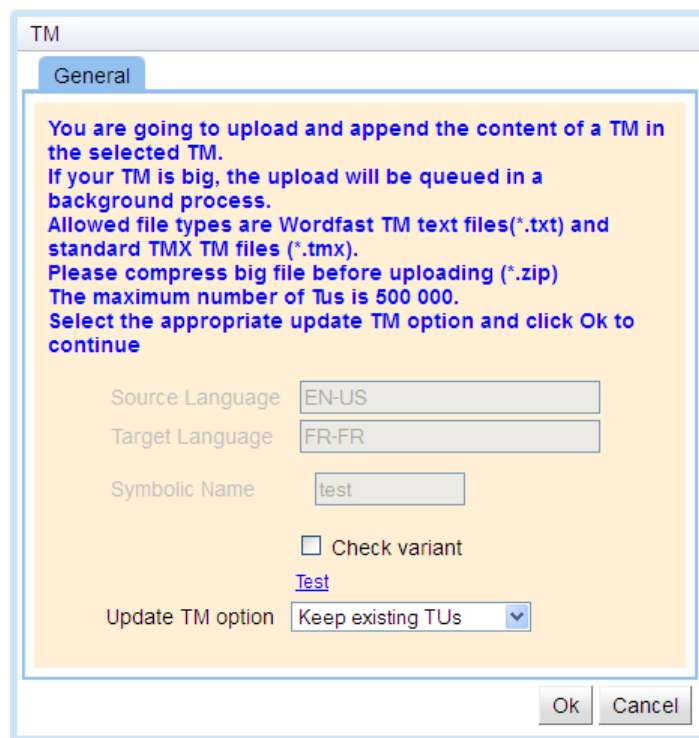 TM
General
You are going to upload and append the content of a TM in
the selected TM.
If your TM is big, the upload will be queued in a
background process.
Allowed file types are Wordfast TM text files(*.txt) and
standard TMX TM files (*.tmx).
Please compress big file before uploading (*.zip)
The maximum number of Tus is 500 000.
Select the appropriate update TM option and click Ok to
continue
Source Language EN-US
Target Language FR-FR
Symbolic Name test
Check variant
Test
Update TM option Keep existing TUs
Ok Cancel